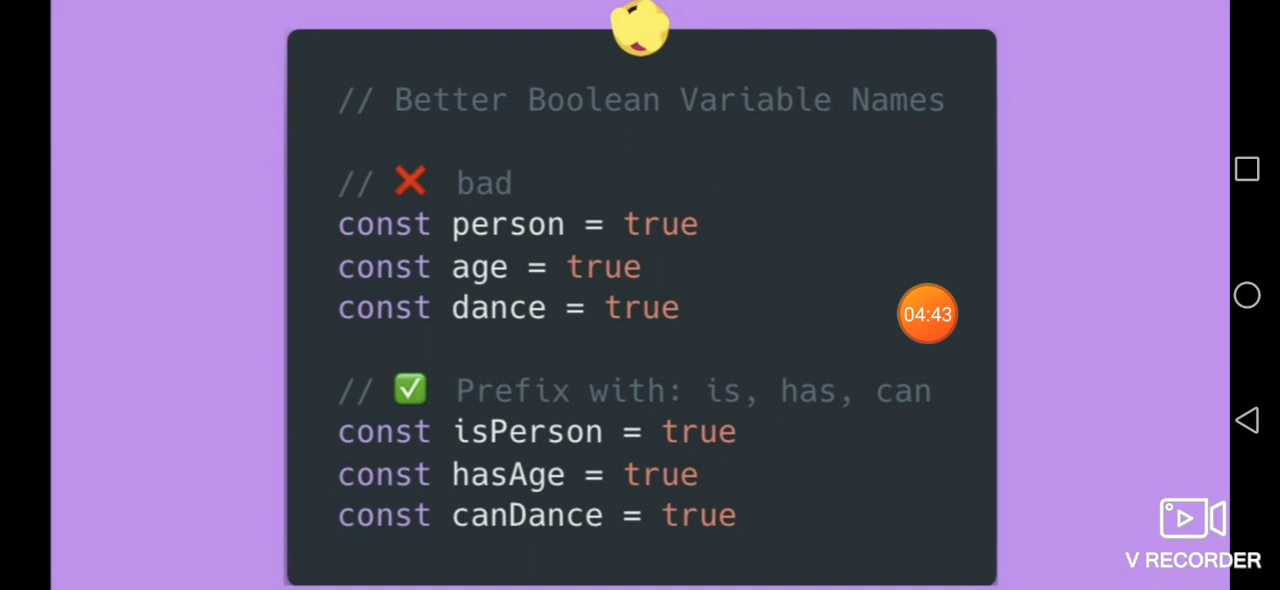 // Better Boolean Variable Names
// ❌ bad
const person = true
const age = true
const dance = true
04:43
// ✅ Prefix with: is, has, can
const isPerson = true
const hasAge = true
const canDance = true
V RECORDER